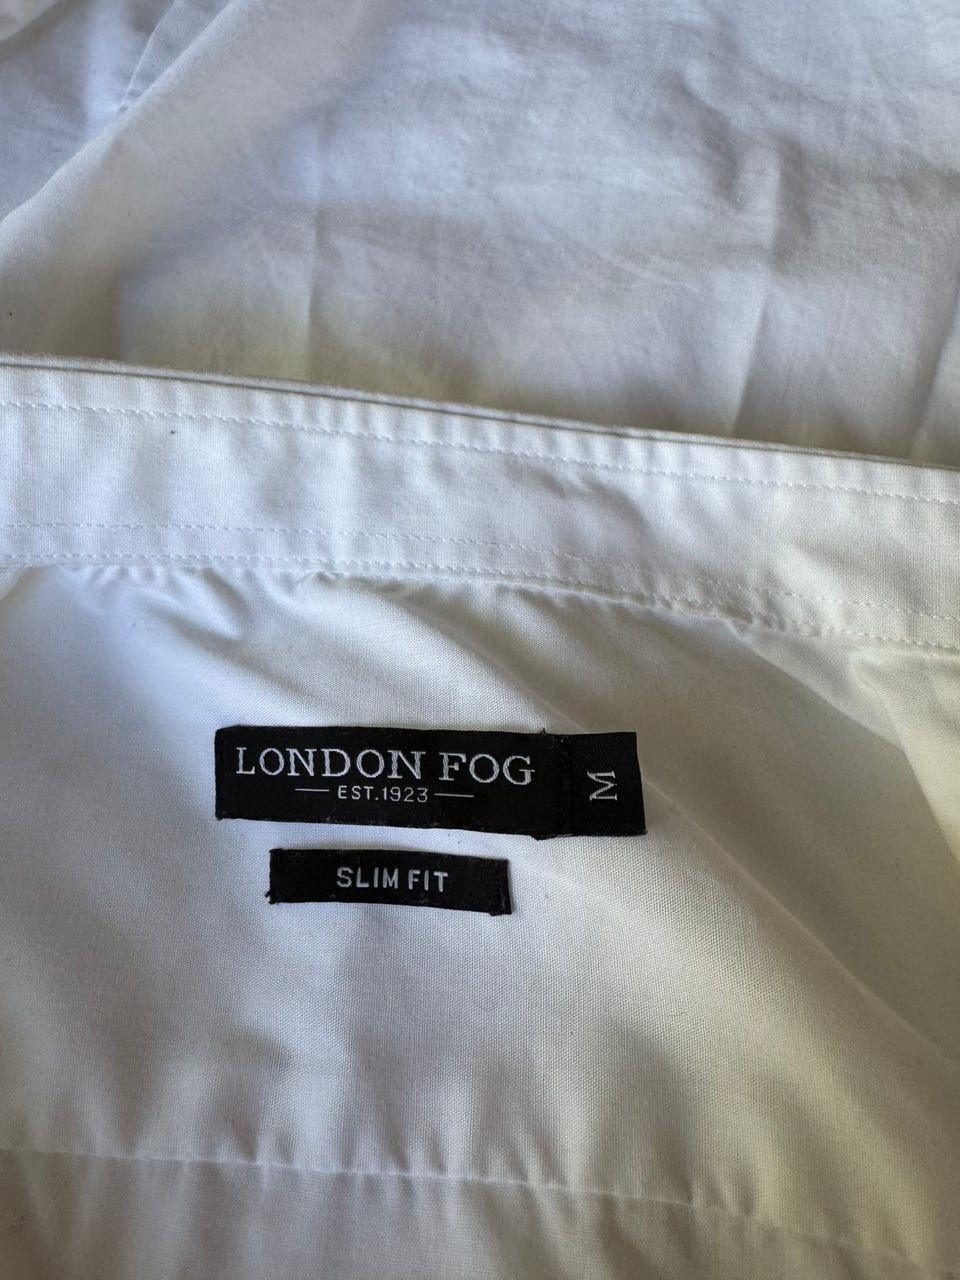 LONDON FOG
EST.1923
M
SLIM FIT